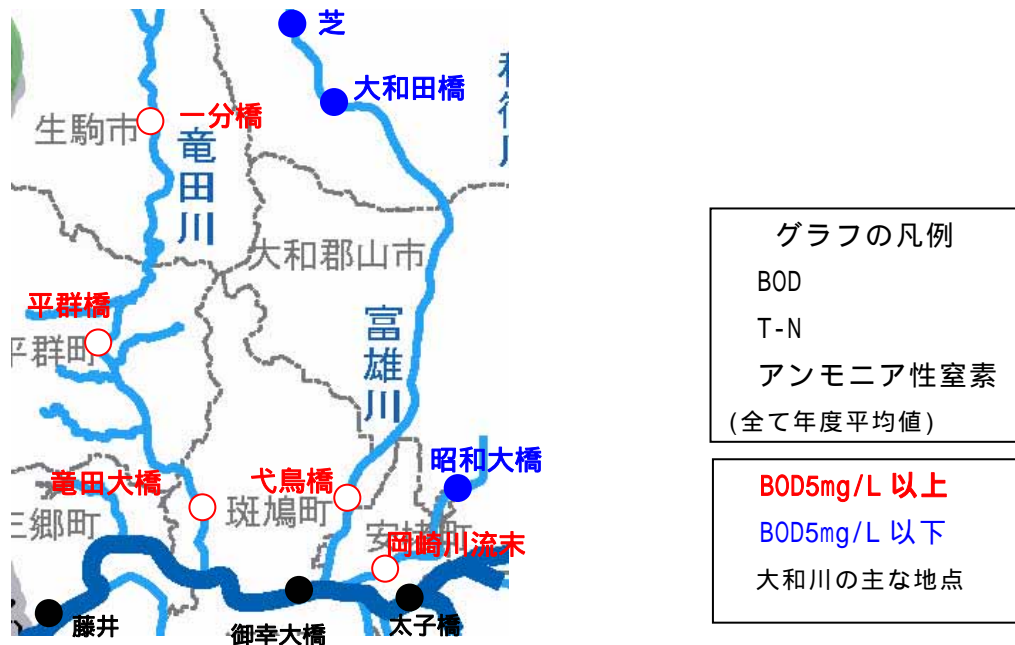 芝
大和田橋
一分橋
生駒市
竜田川
大和郡山市
平群橋
平群町
富雄川
昭和大橋
竜田大橋
弋鳥橋
斑鳩町
三郷町
安堵町
岡崎川流末
藤井
御幸大橋
太子橋
グラフの凡例
BOD
T-N
アンモニア性窒素
(全て年度平均値)
BOD5mg/L 以上
BOD5mg/L 以下
大和川の主な地点